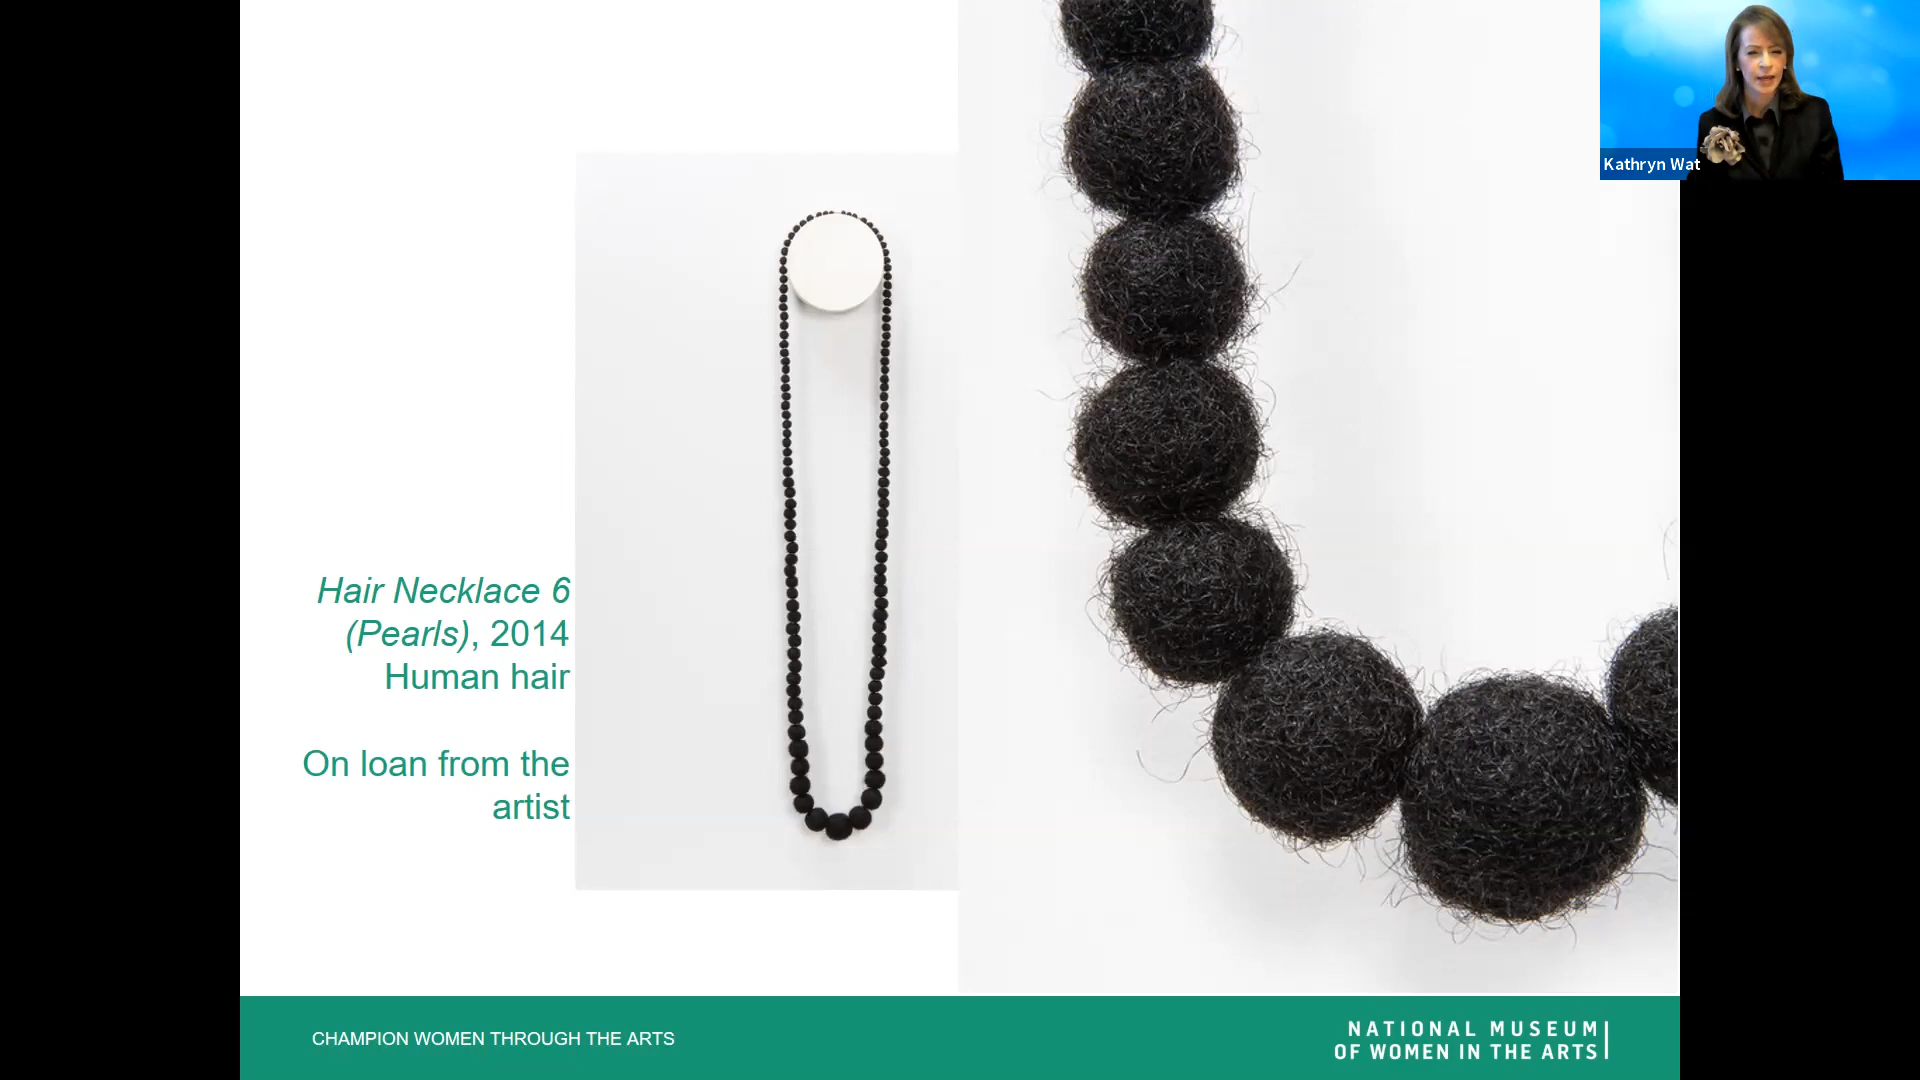 Kathryn Wat
Hair Necklace 6
(Pearls), 2014
Human hair
On loan from the
artist
CHAMPION WOMEN THROUGH THE ARTS
NATIONAL MUSEUM
OF WOMEN IN THE ARTS